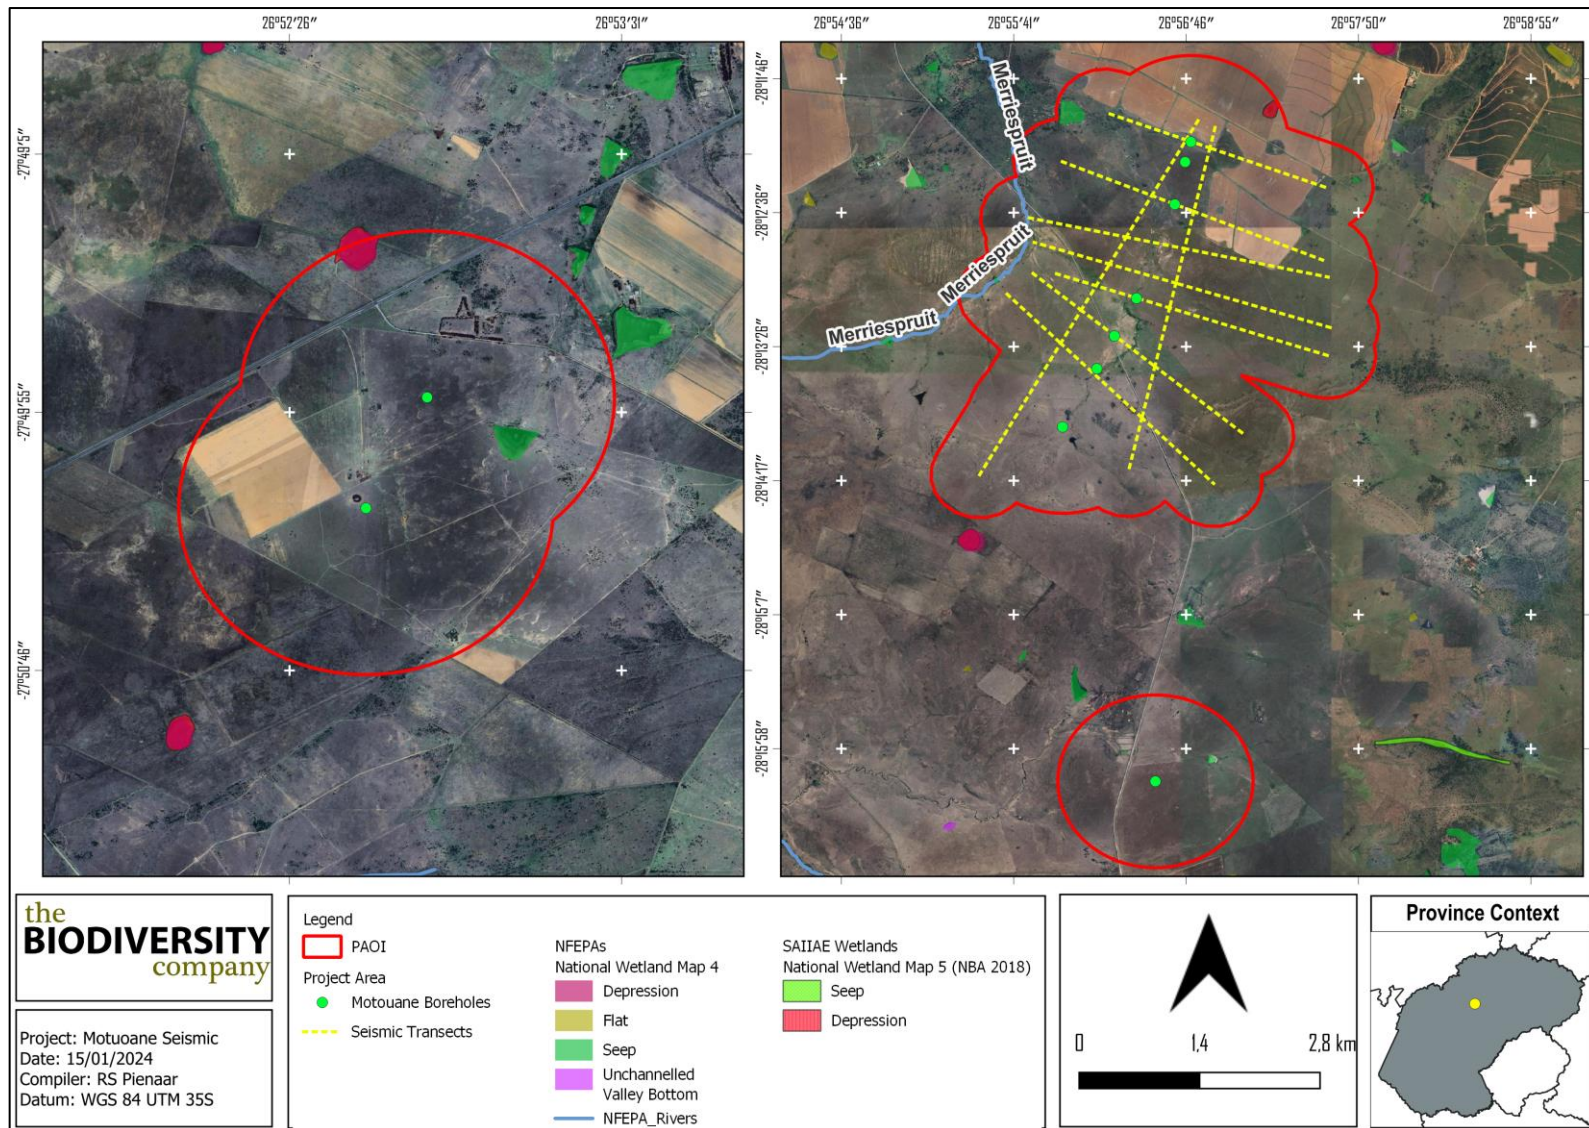 26°52'26"
26°53'31"
26°54'36"
26°55'41"
26°56'46"
26°57'50"
26°58'55"
-27°49'5"
-27°49'55"
-27°50'46"
-28°11'46"
-28°12'36"
-28°13'26"
-28°14'17"
-28°15'7"
-28°15'58"
Merriespruit
Merriespruit
Merriespruit
the
BIODIVERSITY
company
Project: Motuoane Seismic
Date: 15/01/2024
Compiler: RS Pienaar
Datum: WGS 84 UTM 35S
Legend
PAOI
Project Area
Motouane Boreholes
Seismic Transects
NFEPAs
National Wetland Map 4
Depression
Flat
Seep
Unchannelled
Valley Bottom
NFEPA_Rivers
SAIIAE Wetlands
National Wetland Map 5 (NBA 2018)
Seep
Depression
0 1,4 2,8 km
Province Context